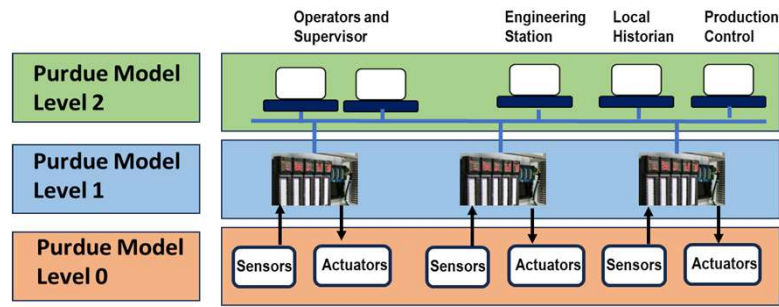 Operators and
Supervisor
Engineering
Station
Local
Historian
Production
Control
Purdue Model
Level 2
Purdue Model
Level 1
Purdue Model
Level 0
Sensors
Actuators
Sensors
Actuators
Sensors
Actuators